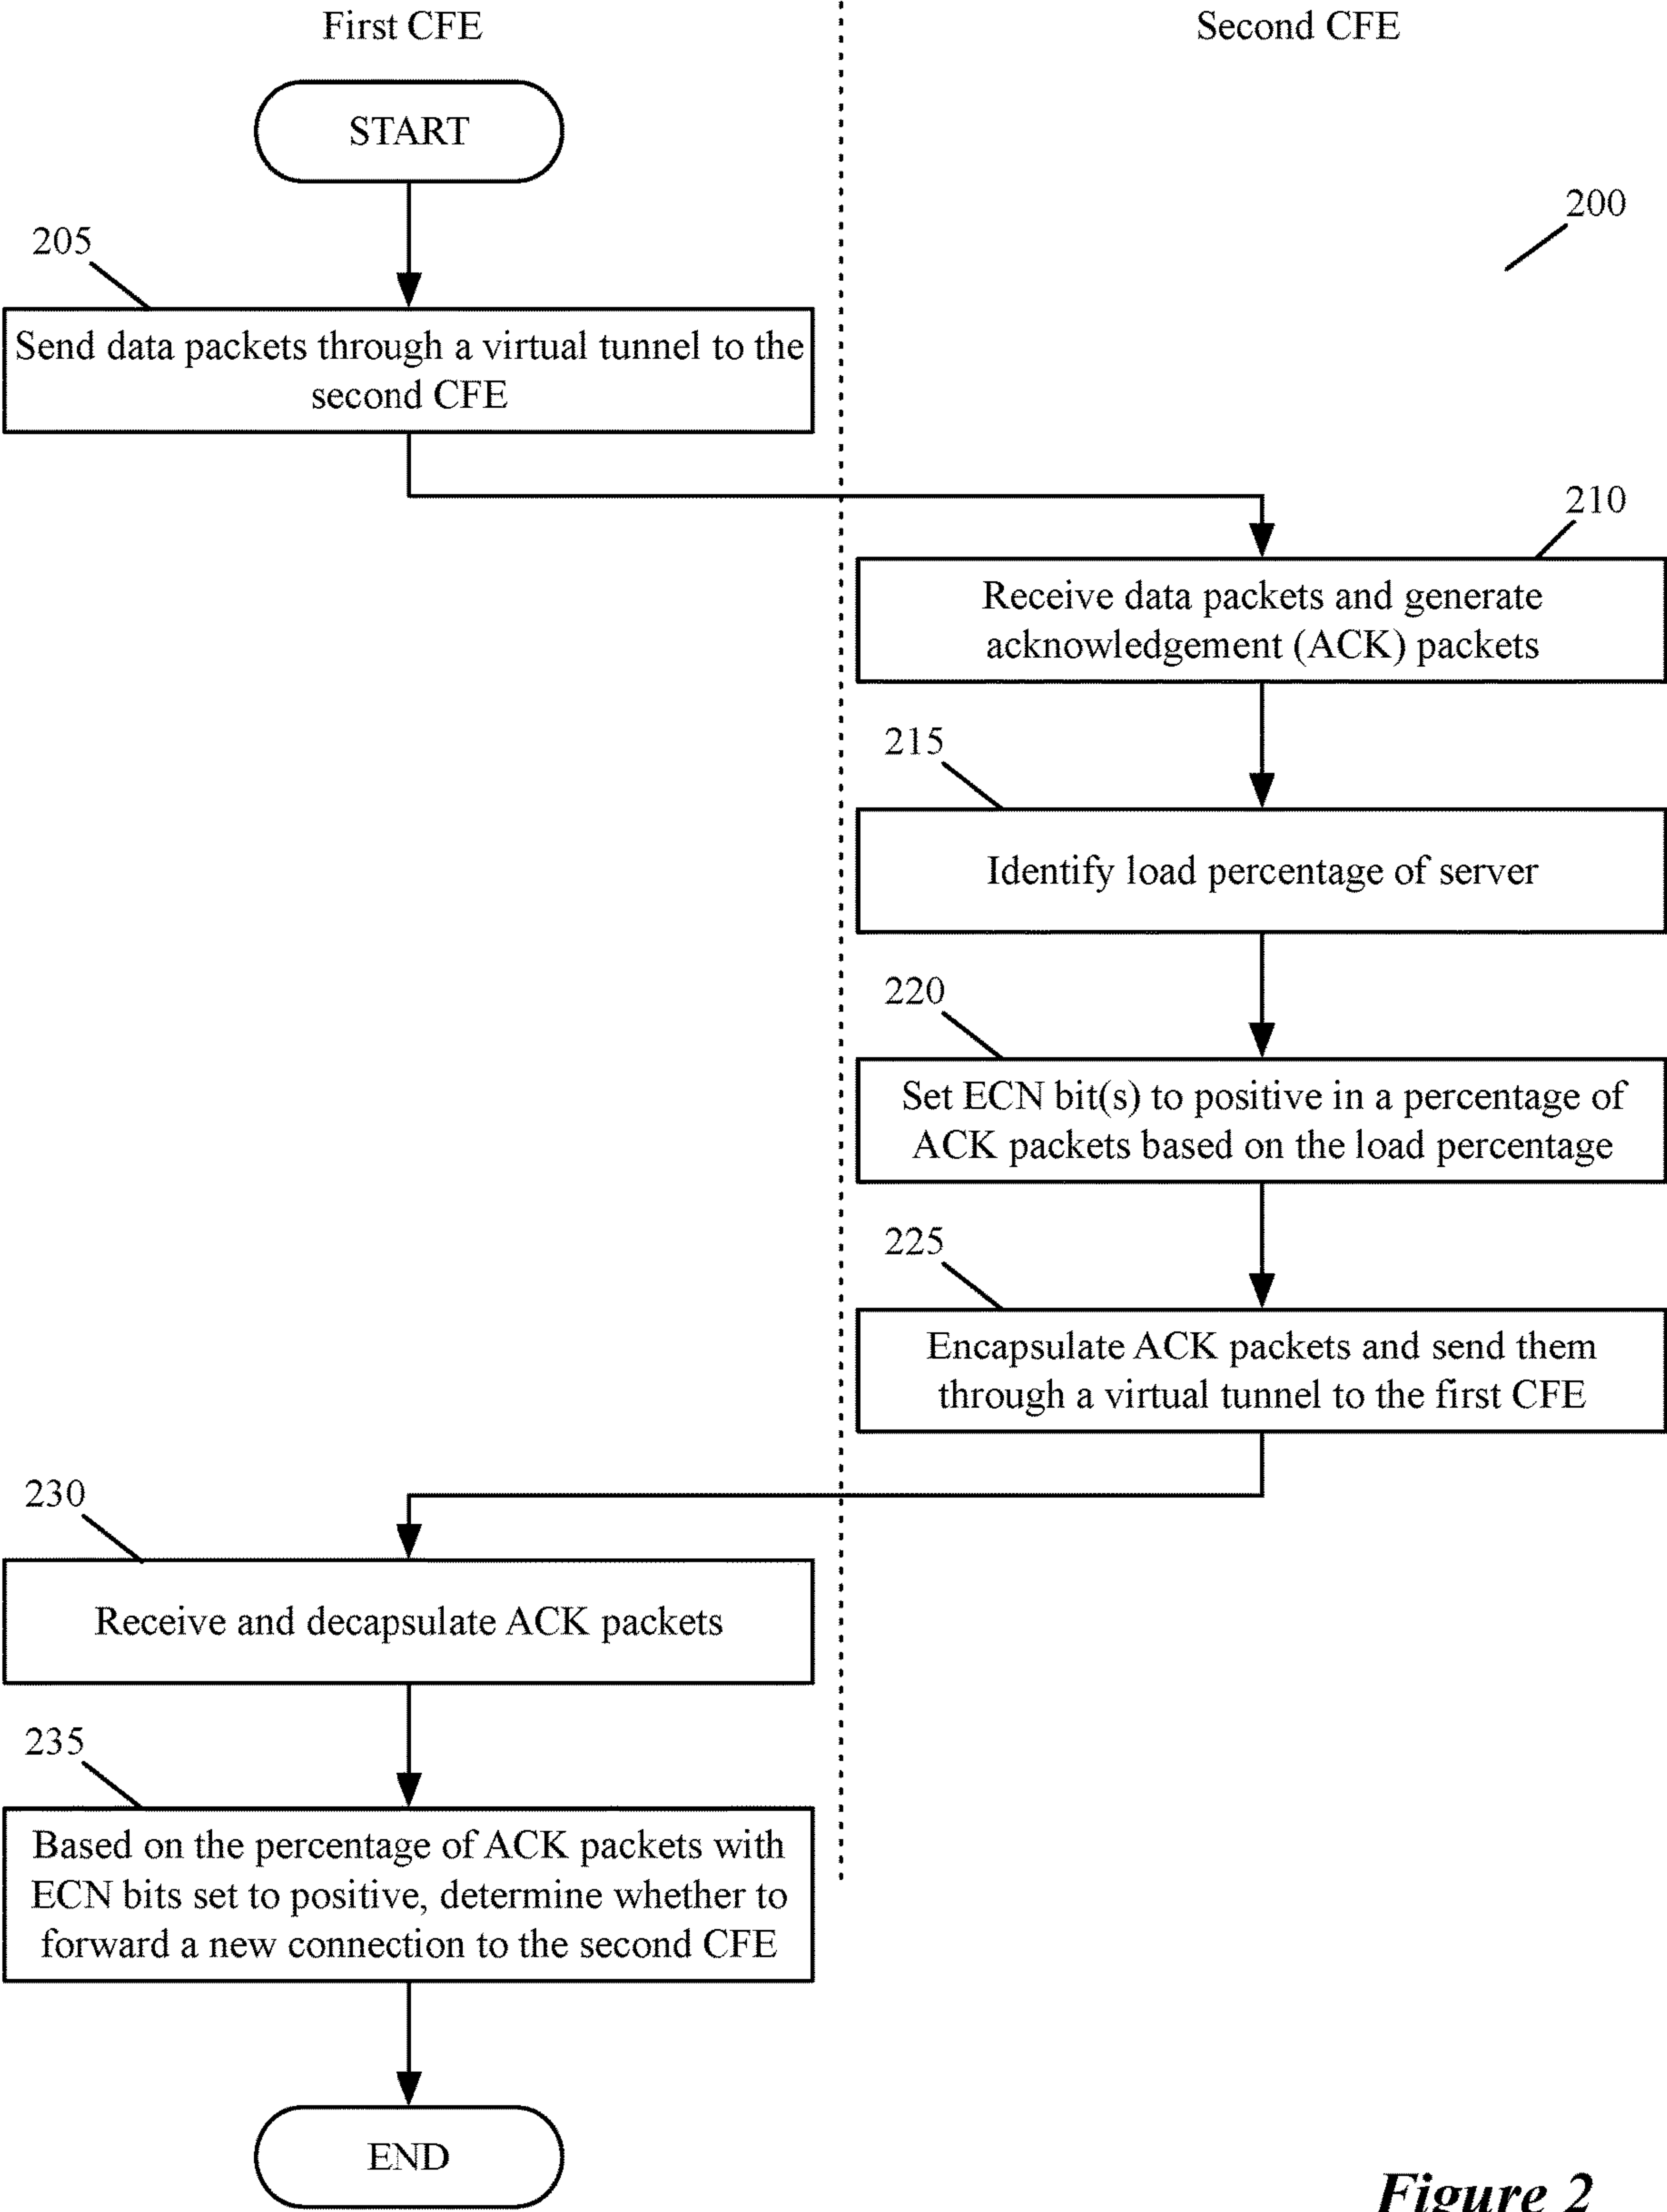 First CFE
Second CFE
START
200
205
Send data packets through a virtual tunnel to the
second CFE
210
Receive data packets and generate
acknowledgement (ACK) packets
215
Identify load percentage of server
220
Set ECN bit(s) to positive in a percentage of
ACK packets based on the load percentage
225
Encapsulate ACK packets and send them
through a virtual tunnel to the first CFE
230
Receive and decapsulate ACK packets
235
Based on the percentage of ACK packets with
ECN bits set to positive, determine whether to
forward a new connection to the second CFE
END
Figure 2